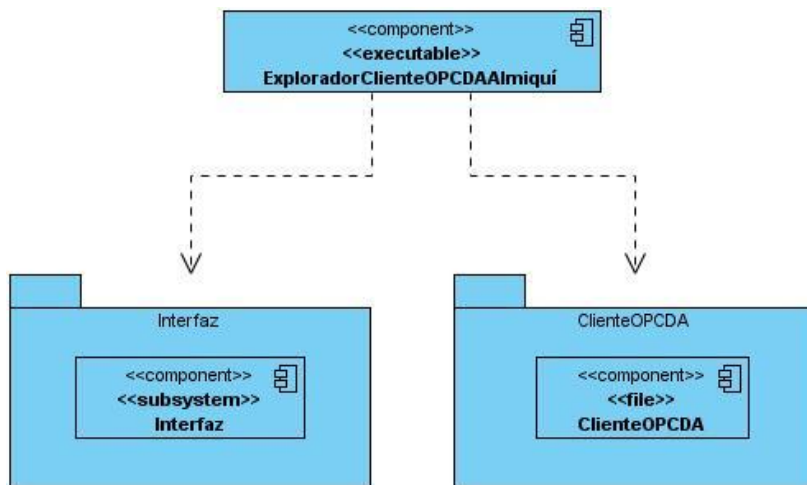 <<component>>
<<executable>>
ExploradorClienteOPCDAAlmiquí
Interfaz
<<component>>
<<subsystem>>
Interfaz
ClienteOPCDA
<<component>>
<<file>>
ClienteOPCDA